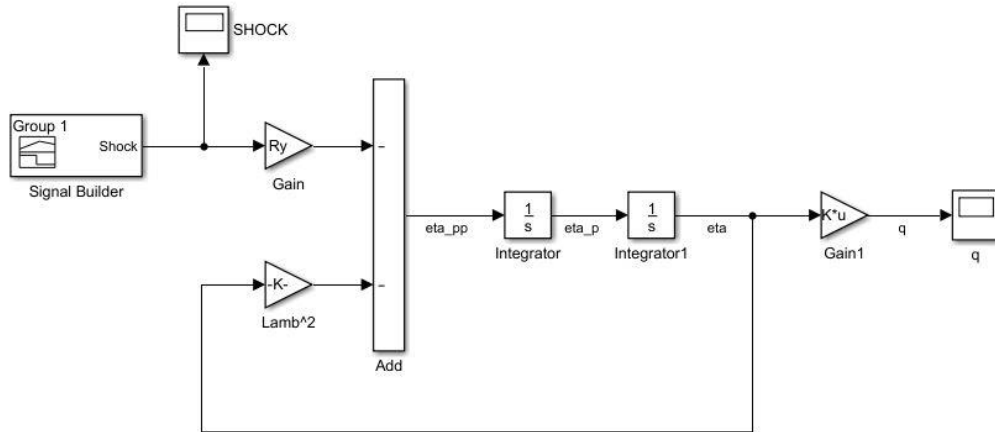 SHOCK
Group 1
Shock
Signal Builder
Ry
Gain
-
-K-
Lamb^2
-
Add
eta_pp
1
s
Integrator
eta_p
1
s
Integrator1
eta
K*u
Gain1
q
q